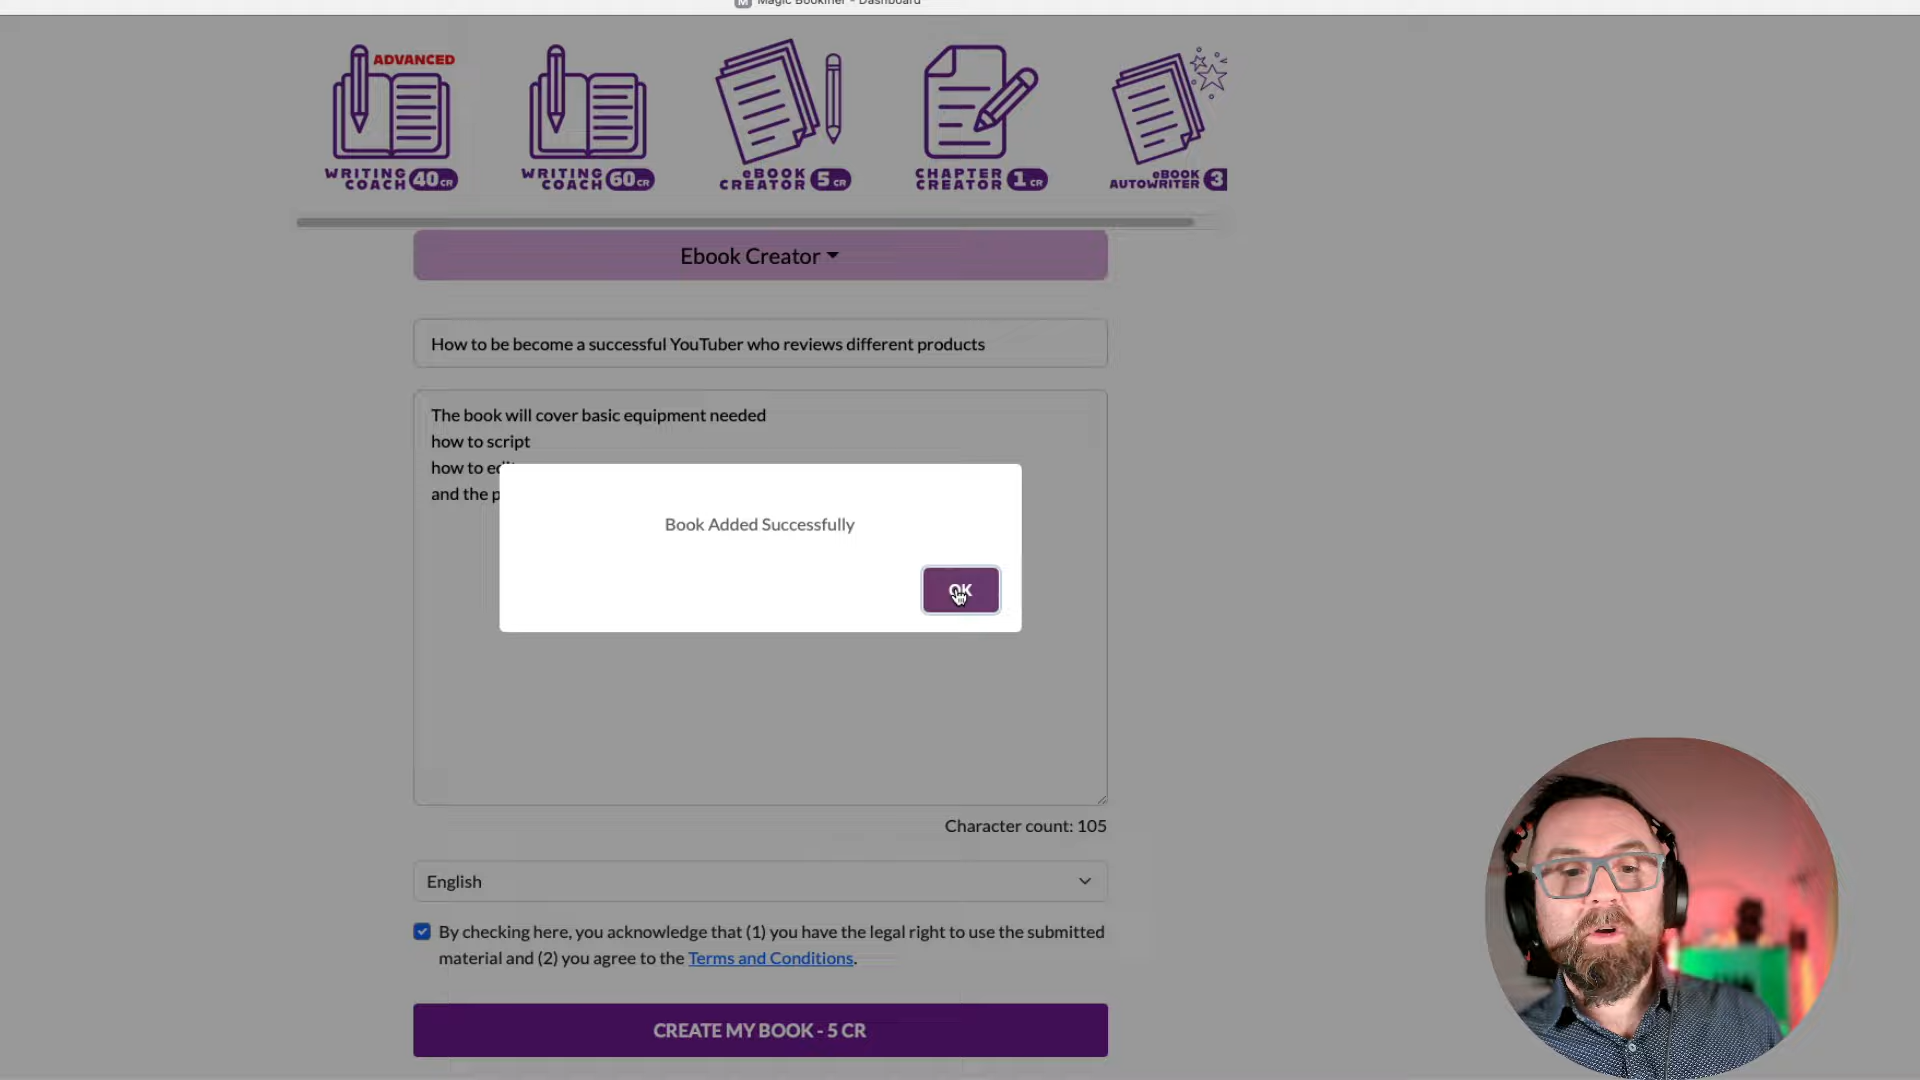 Magic Bookifier - Dashboard
ADVANCED
WRITING COACH 40 CR
WRITING COACH 60 CR
eBOOK CREATOR 5 CR
CHAPTER CREATOR 1 CR
eBOOK AUTOWRITER 3
Ebook Creator
How to be become a successful YouTuber who reviews different products
The book will cover basic equipment needed
how to script
how to
and the
Book Added Successfully
OK
Character count: 105
English
By checking here, you acknowledge that (1) you have the legal right to use the submitted
material and (2) you agree to the Terms and Conditions.
CREATE MY BOOK - 5 CR